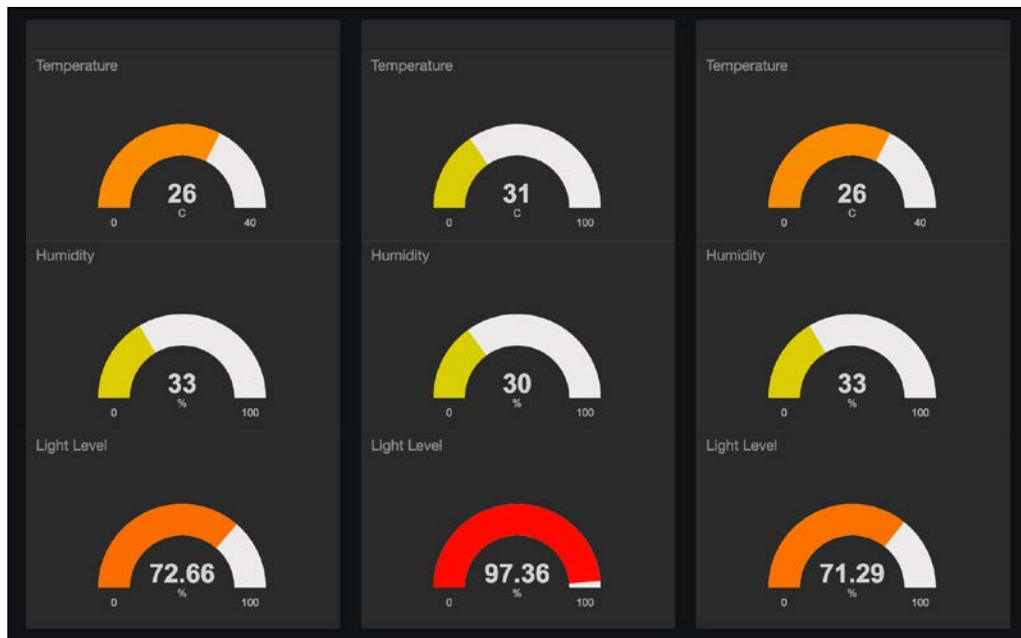 Temperature
26
C
0 40
Humidity
33
%
0 100
Light Level
72.66
%
0 100
Temperature
31
C
0 100
Humidity
30
%
0 100
Light Level
97.36
%
0 100
Temperature
26
C
0 40
Humidity
33
%
0 100
Light Level
71.29
%
0 100